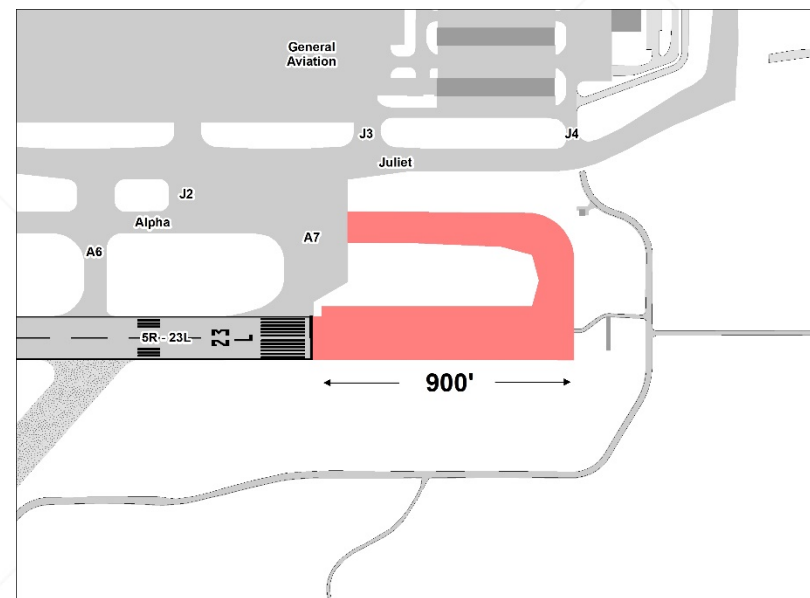 General
Aviation
J3
J4
Juliet
J2
Alpha
A7
A6
5R - 23L
23
L
900'